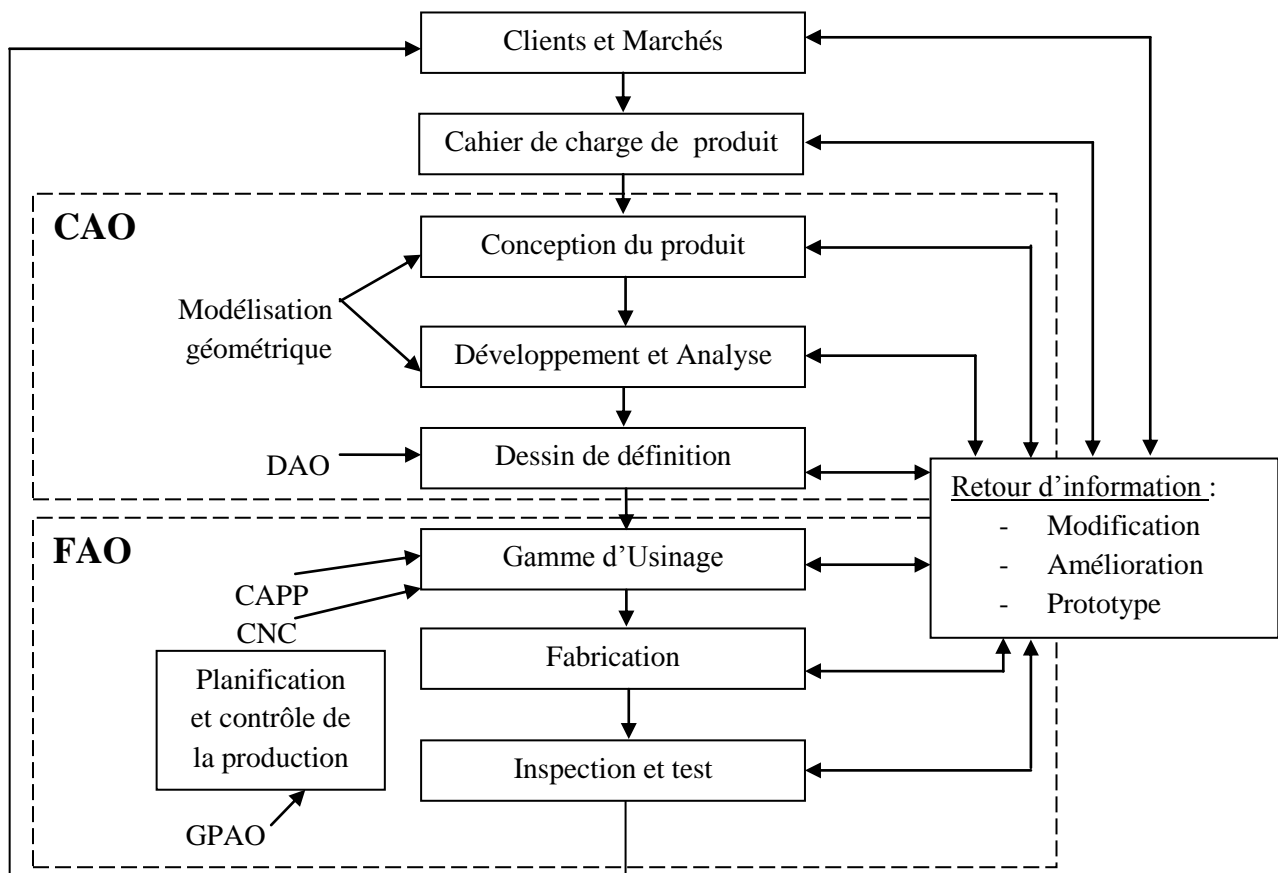 Clients et Marchés
Cahier de charge de produit
CAO
Conception du produit
Modélisation
géométrique
Développement et Analyse
DAO
Dessin de définition
Retour d’information :
- Modification
- Amélioration
- Prototype
FAO
Gamme d’Usinage
CAPP
CNC
Fabrication
Planification
et contrôle de
la production
Inspection et test
GPAO